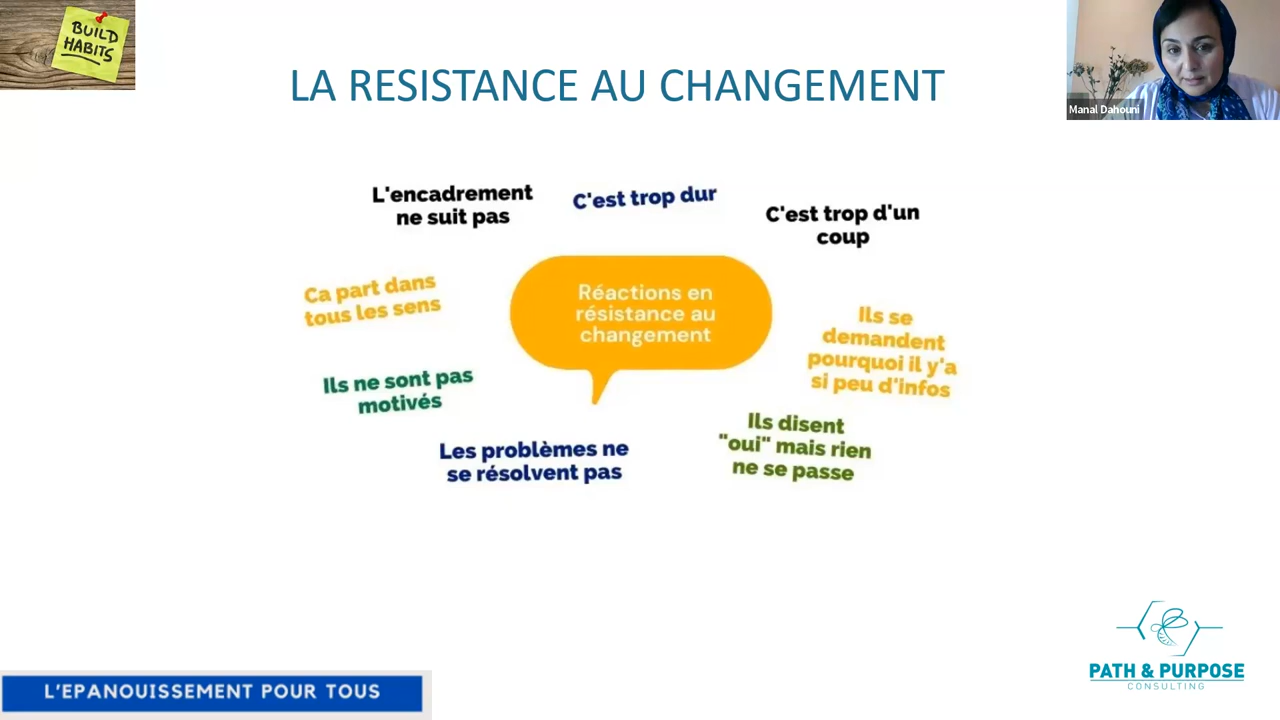 BUILD
HABITS
LA RESISTANCE AU CHANGEMENT
Manal Dahouni
L'encadrement
ne suit pas
C'est trop dur
C'est trop d'un
coup
Ca part dans
tous les sens
Réactions en
résistance au
changement
Ils se
demandent
pourquoi il y'a
si peu d'infos
Ils ne sont pas
motivés
Les problèmes ne
se résolvent pas
Ils disent
"oui" mais rien
ne se passe
PATH & PURPOSE
CONSULTING
L'EPANOUISSEMENT POUR TOUS